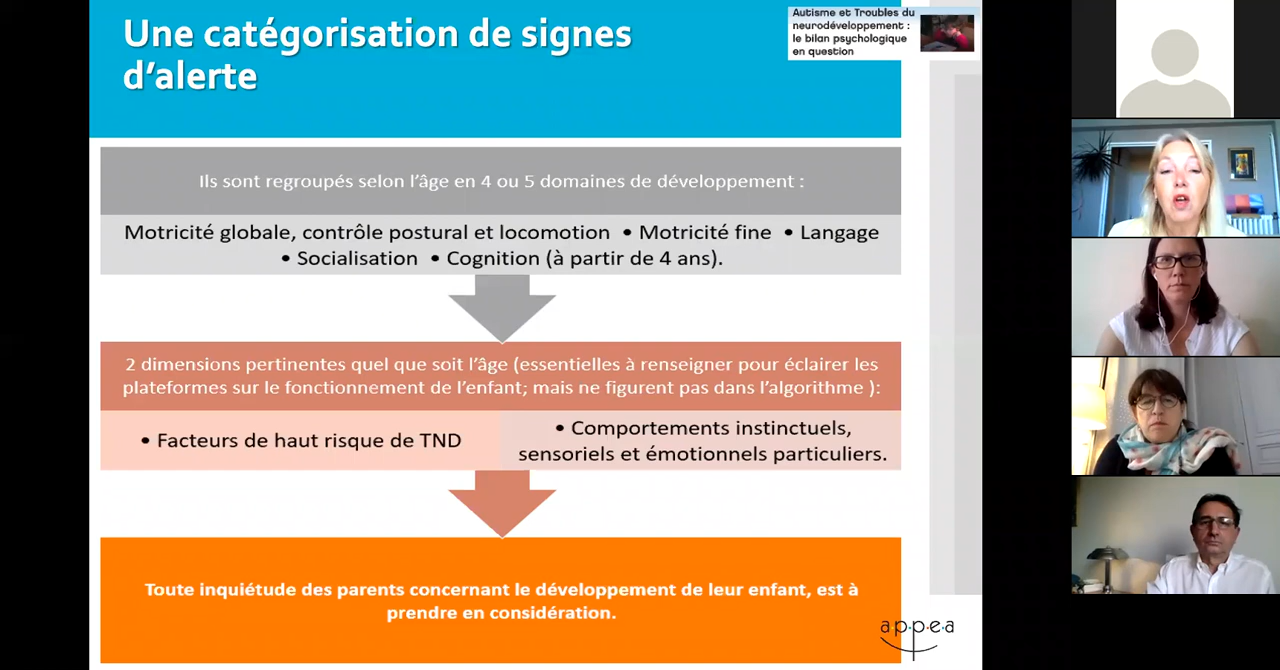 Une catégorisation de signes
d’alerte
Autisme et Troubles du
neurodéveloppement :
le bilan psychologique
en question
Ils sont regroupés selon l’âge en 4 ou 5 domaines de développement :
Motricité globale, contrôle postural et locomotion • Motricité fine • Langage
• Socialisation • Cognition (à partir de 4 ans).
2 dimensions pertinentes quel que soit l’âge (essentielles à renseigner pour éclairer les
plateformes sur le fonctionnement de l’enfant; mais ne figurent pas dans l’algorithme ):
• Facteurs de haut risque de TND
• Comportements instinctuels,
sensoriels et émotionnels particuliers.
Toute inquiétude des parents concernant le développement de leur enfant, est à
prendre en considération.
a.p.p.e.a